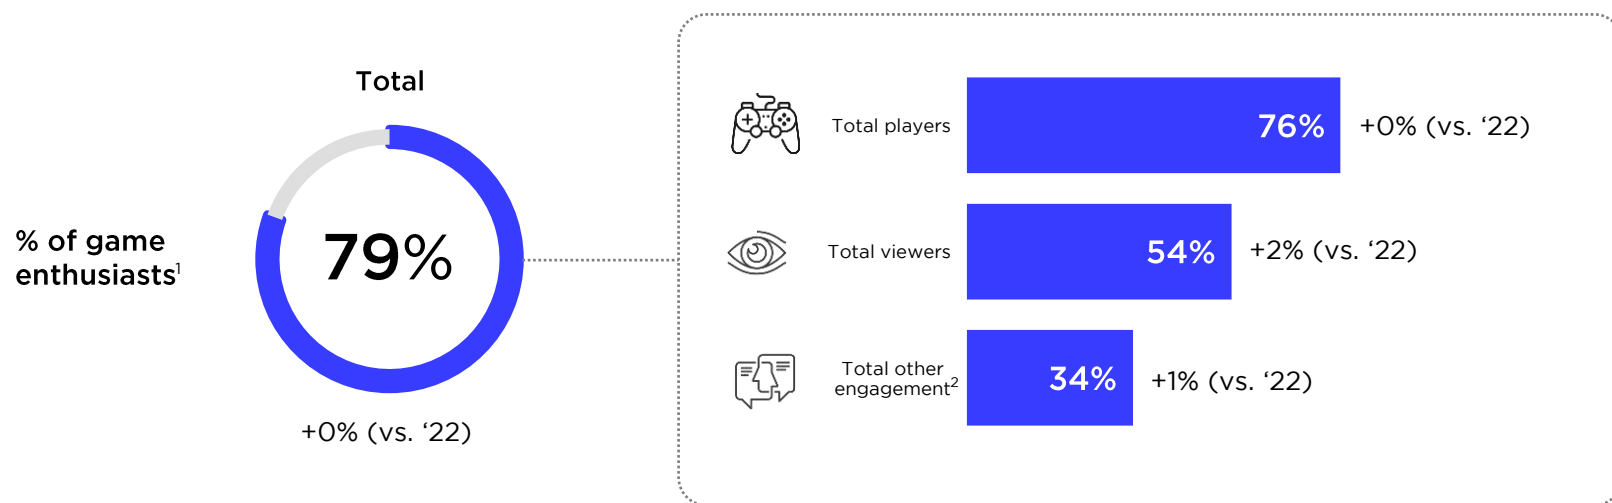 Total
% of game
enthusiasts¹
79%
+0% (vs. ‘22)
Total players
76%
+0% (vs. ‘22)
Total viewers
54%
+2% (vs. ‘22)
Total other
engagement²
34%
+1% (vs. ‘22)